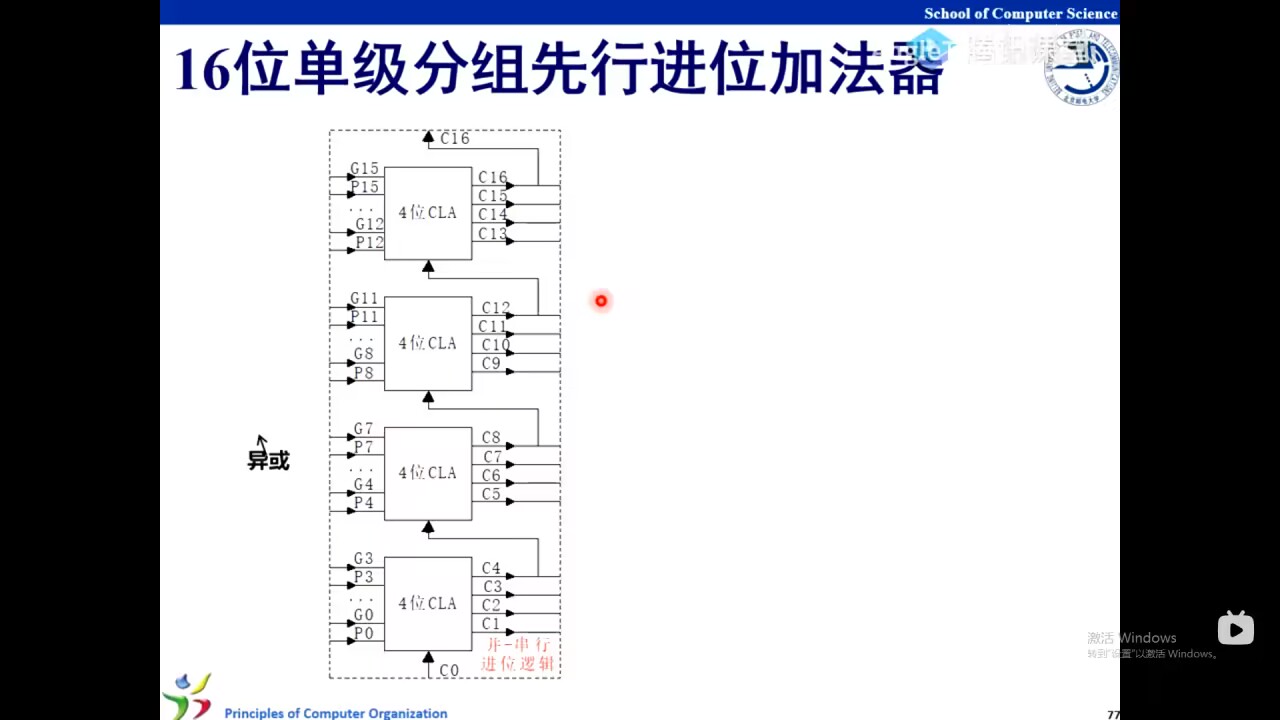 School of Computer Science
16位单级分组先行进位加法器
C16
G15
P15
...
G12
P12
4位CLA
C16
C15
C14
C13
G11
P11
...
G8
P8
4位CLA
C12
C11
C10
C9
G7
P7
...
G4
P4
4位CLA
C8
C7
C6
C5
异或
G3
P3
...
G0
P0
4位CLA
C4
C3
C2
C1
并-串行
进位逻辑
C0
激活 Windows
转到"设置"以激活 Windows。
Principles of Computer Organization
77